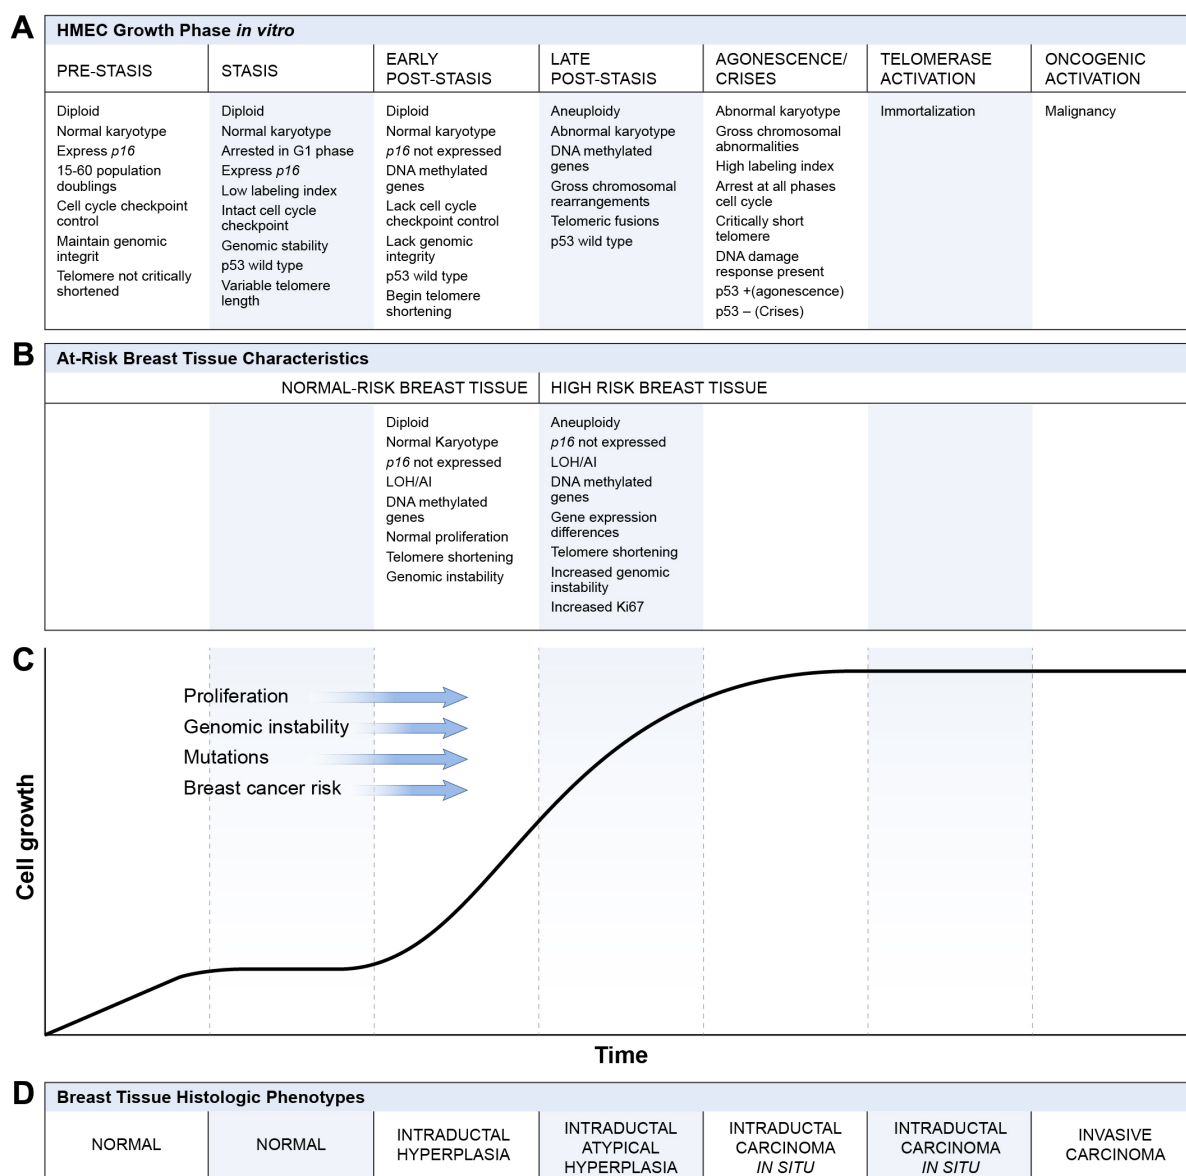 A
HMEC Growth Phase in vitro
PRE-STASIS
STASIS
EARLY
POST-STASIS
LATE
POST-STASIS
AGONESCENCE/
CRISES
TELOMERASE
ACTIVATION
ONCOGENIC
ACTIVATION
Diploid
Normal karyotype
Express p16
15-60 population
doublings
Cell cycle checkpoint
control
Maintain genomic
integrit
Telomere not critically
shortened
Diploid
Normal karyotype
Arrested in G1 phase
Express p16
Low labeling index
Intact cell cycle
checkpoint
Genomic stability
p53 wild type
Variable telomere
length
Diploid
Normal karyotype
p16 not expressed
DNA methylated
genes
Lack cell cycle
checkpoint control
Lack genomic
integrity
p53 wild type
Begin telomere
shortening
Aneuploidy
Abnormal karyotype
DNA methylated
genes
Gross chromosomal
rearrangements
Telomeric fusions
p53 wild type
Abnormal karyotype
Gross chromosomal
abnormalities
High labeling index
Arrest at all phases
cell cycle
Critically short
telomere
DNA damage
response present
p53 +(agonescence)
p53 – (Crises)
Immortalization
Malignancy
B
At-Risk Breast Tissue Characteristics
NORMAL-RISK BREAST TISSUE
HIGH RISK BREAST TISSUE
Diploid
Normal Karyotype
p16 not expressed
LOH/AI
DNA methylated
genes
Normal proliferation
Telomere shortening
Genomic instability
Aneuploidy
p16 not expressed
LOH/AI
DNA methylated
genes
Gene expression
differences
Telomere shortening
Increased genomic
instability
Increased Ki67
C
Proliferation
Genomic instability
Mutations
Breast cancer risk
Cell growth
Time
D
Breast Tissue Histologic Phenotypes
NORMAL
NORMAL
INTRADUCTAL
HYPERPLASIA
INTRADUCTAL
ATYPICAL
HYPERPLASIA
INTRADUCTAL
CARCINOMA
IN SITU
INTRADUCTAL
CARCINOMA
IN SITU
INVASIVE
CARCINOMA